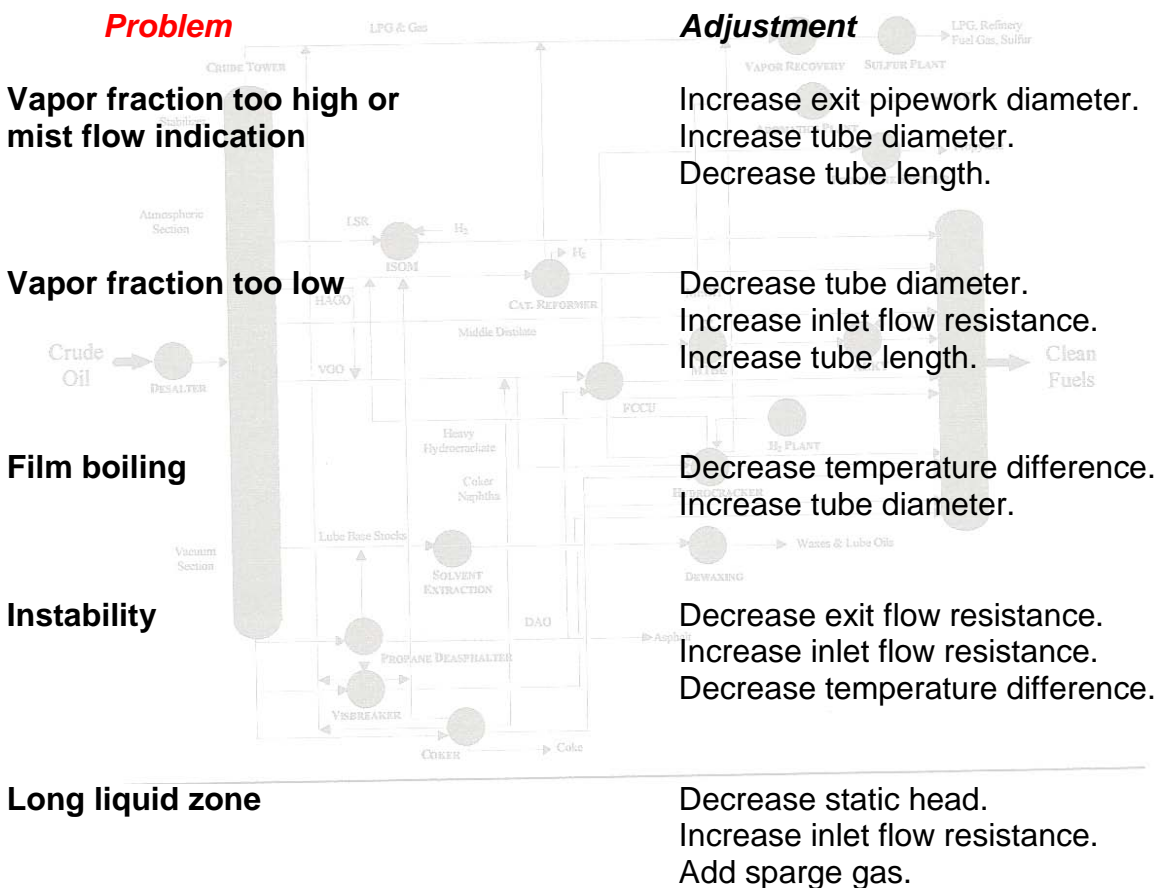 Problem
Adjustment
LPG & Gas
LPG, Refinery
Fuel Gas, Sulfur
CRUDE TOWER
VAPOR RECOVERY
SULFUR PLANT
Vapor fraction too high or
mist flow indication
Increase exit pipework diameter.
Increase tube diameter.
Decrease tube length.
Atmospheric
Section
LSR
H₂
ISOM
H₂
Vapor fraction too low
Decrease tube diameter.
Increase inlet flow resistance.
Increase tube length.
HAGO
CAT. REFORMER
Middle Distillate
Crude
Oil
DESALTER
VGO
MTBE
Clean
Fuels
FCCU
Heavy
Hydrocrackate
H₂ PLANT
Film boiling
Decrease temperature difference.
Increase tube diameter.
Coker
Naphtha
HYDROCRACKER
Lube Base Stocks
Waxes & Lube Oils
Vacuum
Section
SOLVENT
EXTRACTION
DEWAXING
Instability
Decrease exit flow resistance.
Increase inlet flow resistance.
Decrease temperature difference.
DAO
Asphalt
PROPANE DEASPHALTER
VISBREAKER
COKER
Coke
Long liquid zone
Decrease static head.
Increase inlet flow resistance.
Add sparge gas.